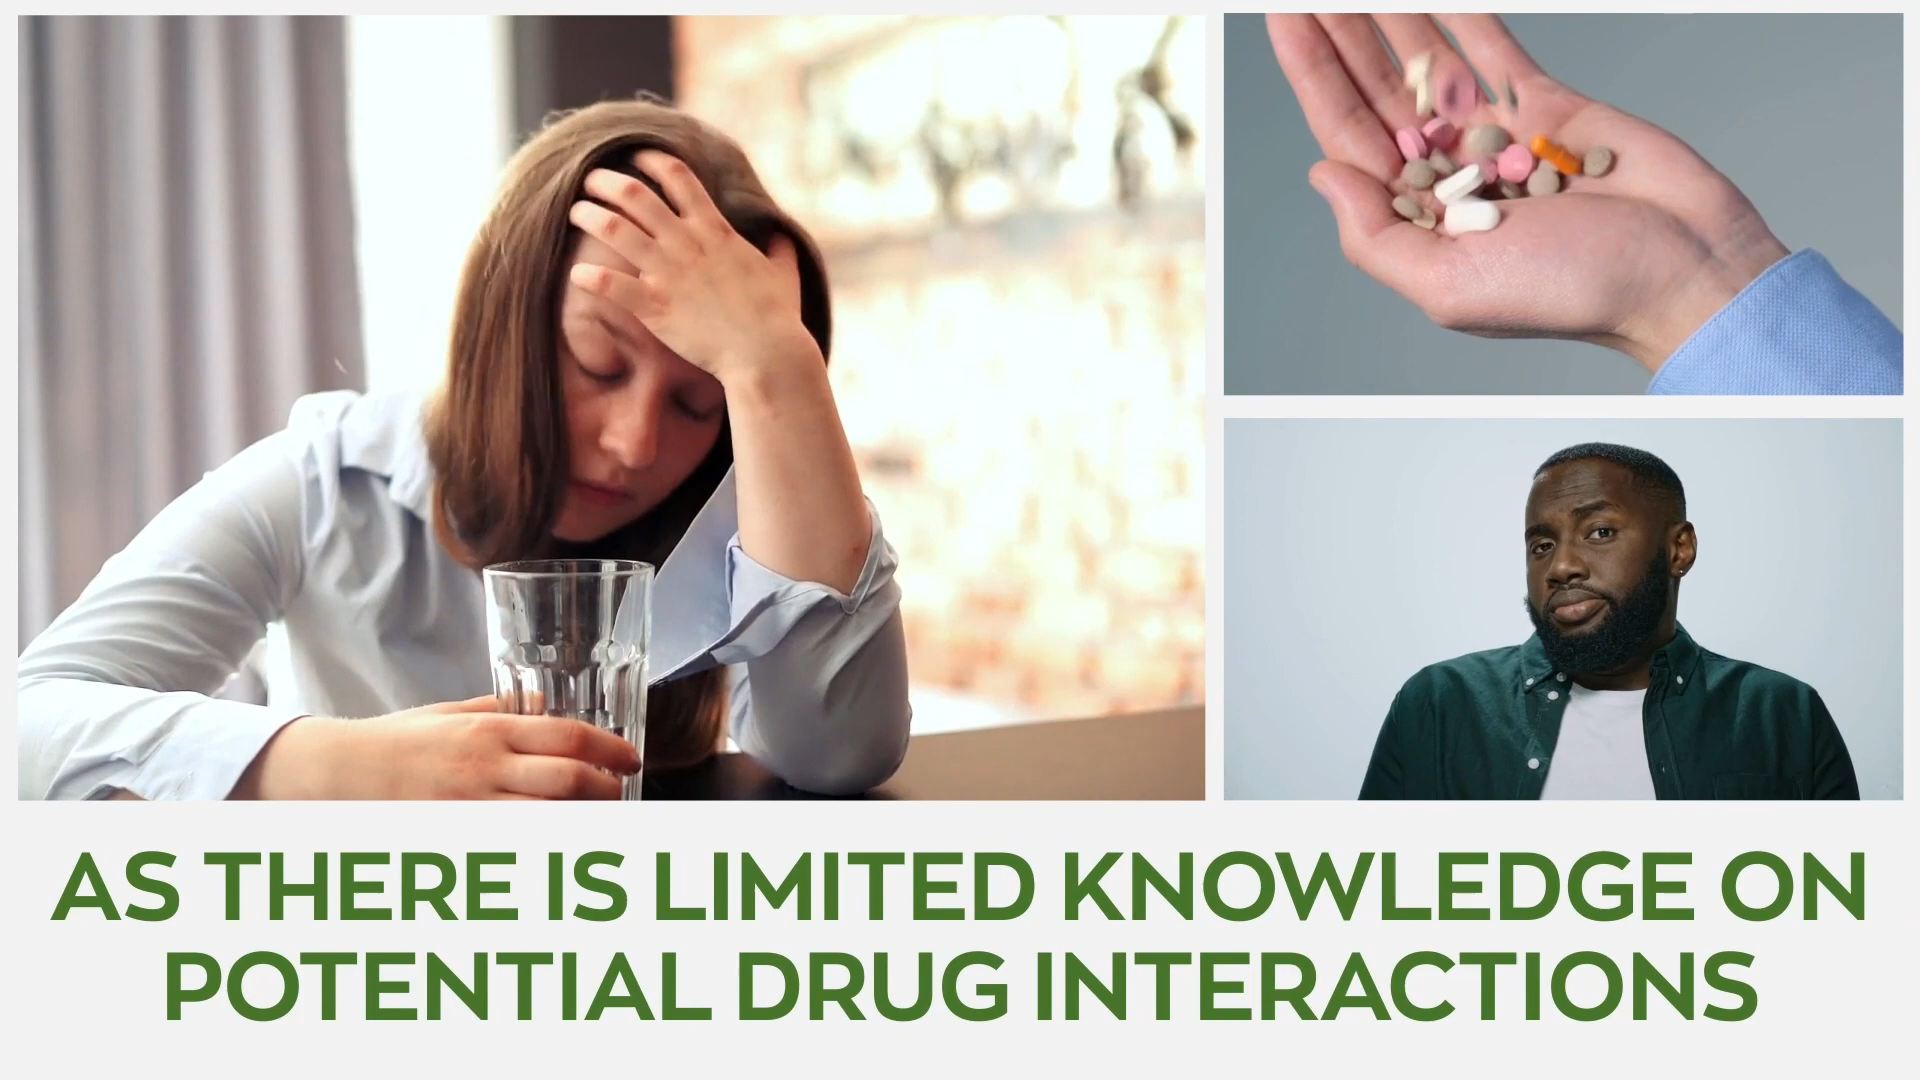 AS THERE IS LIMITED KNOWLEDGE ON
POTENTIAL DRUG INTERACTIONS